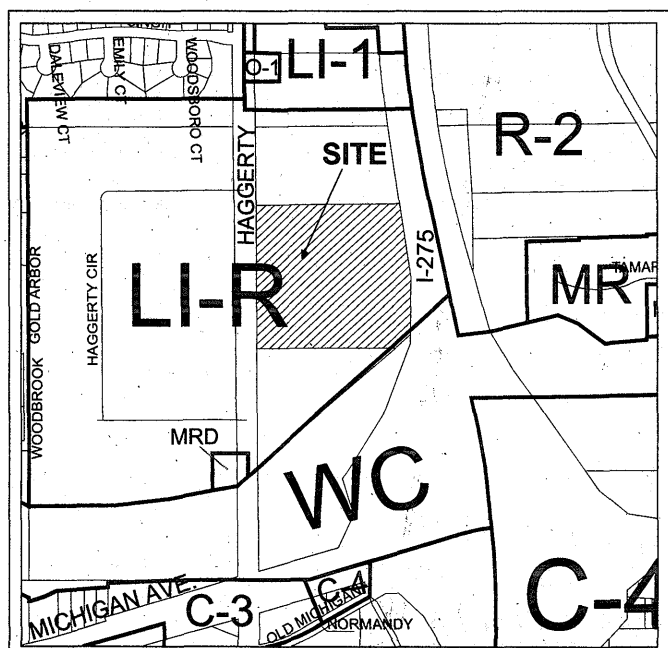 DALEVIEW CT
EMILY CT
WOODSBORO CT
O-1
LI-1
R-2
HAGGERTY
SITE
I-275
LI-R
HAGGERTY CIR
GOLD ARBOR
WOODBROOK
MR
TAMAR
MRD
WC
MICHIGAN AVE.
C-3
C-4
OLD MICHIGAN
NORMANDY
C-4